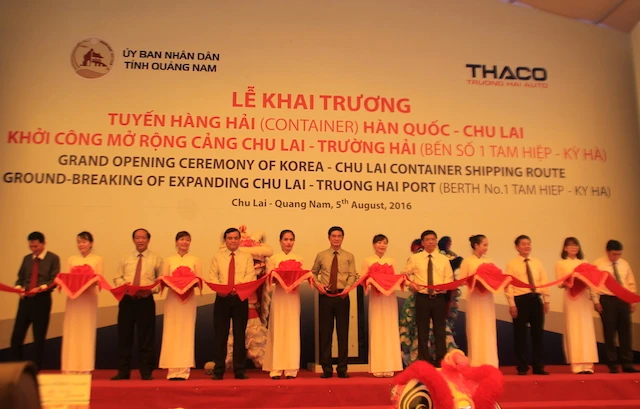 ỦY BAN NHÂN DÂN
TỈNH QUẢNG NAM
THACO
TRUONG HAI AUTO
LỄ KHAI TRƯƠNG
TUYẾN HÀNG HẢI (CONTAINER) HÀN QUỐC - CHU LAI
KHỞI CÔNG MỞ RỘNG CẢNG CHU LAI - TRƯỜNG HẢI (BẾN SỐ 1 TAM HIỆP - KỲ HÀ)
GRAND OPENING CEREMONY OF KOREA - CHU LAI CONTAINER SHIPPING ROUTE
GROUND-BREAKING OF EXPANDING CHU LAI - TRUONG HAI PORT (BERTH No.1 TAM HIEP - KY HA)
Chu Lai - Quang Nam, 5th August, 2016